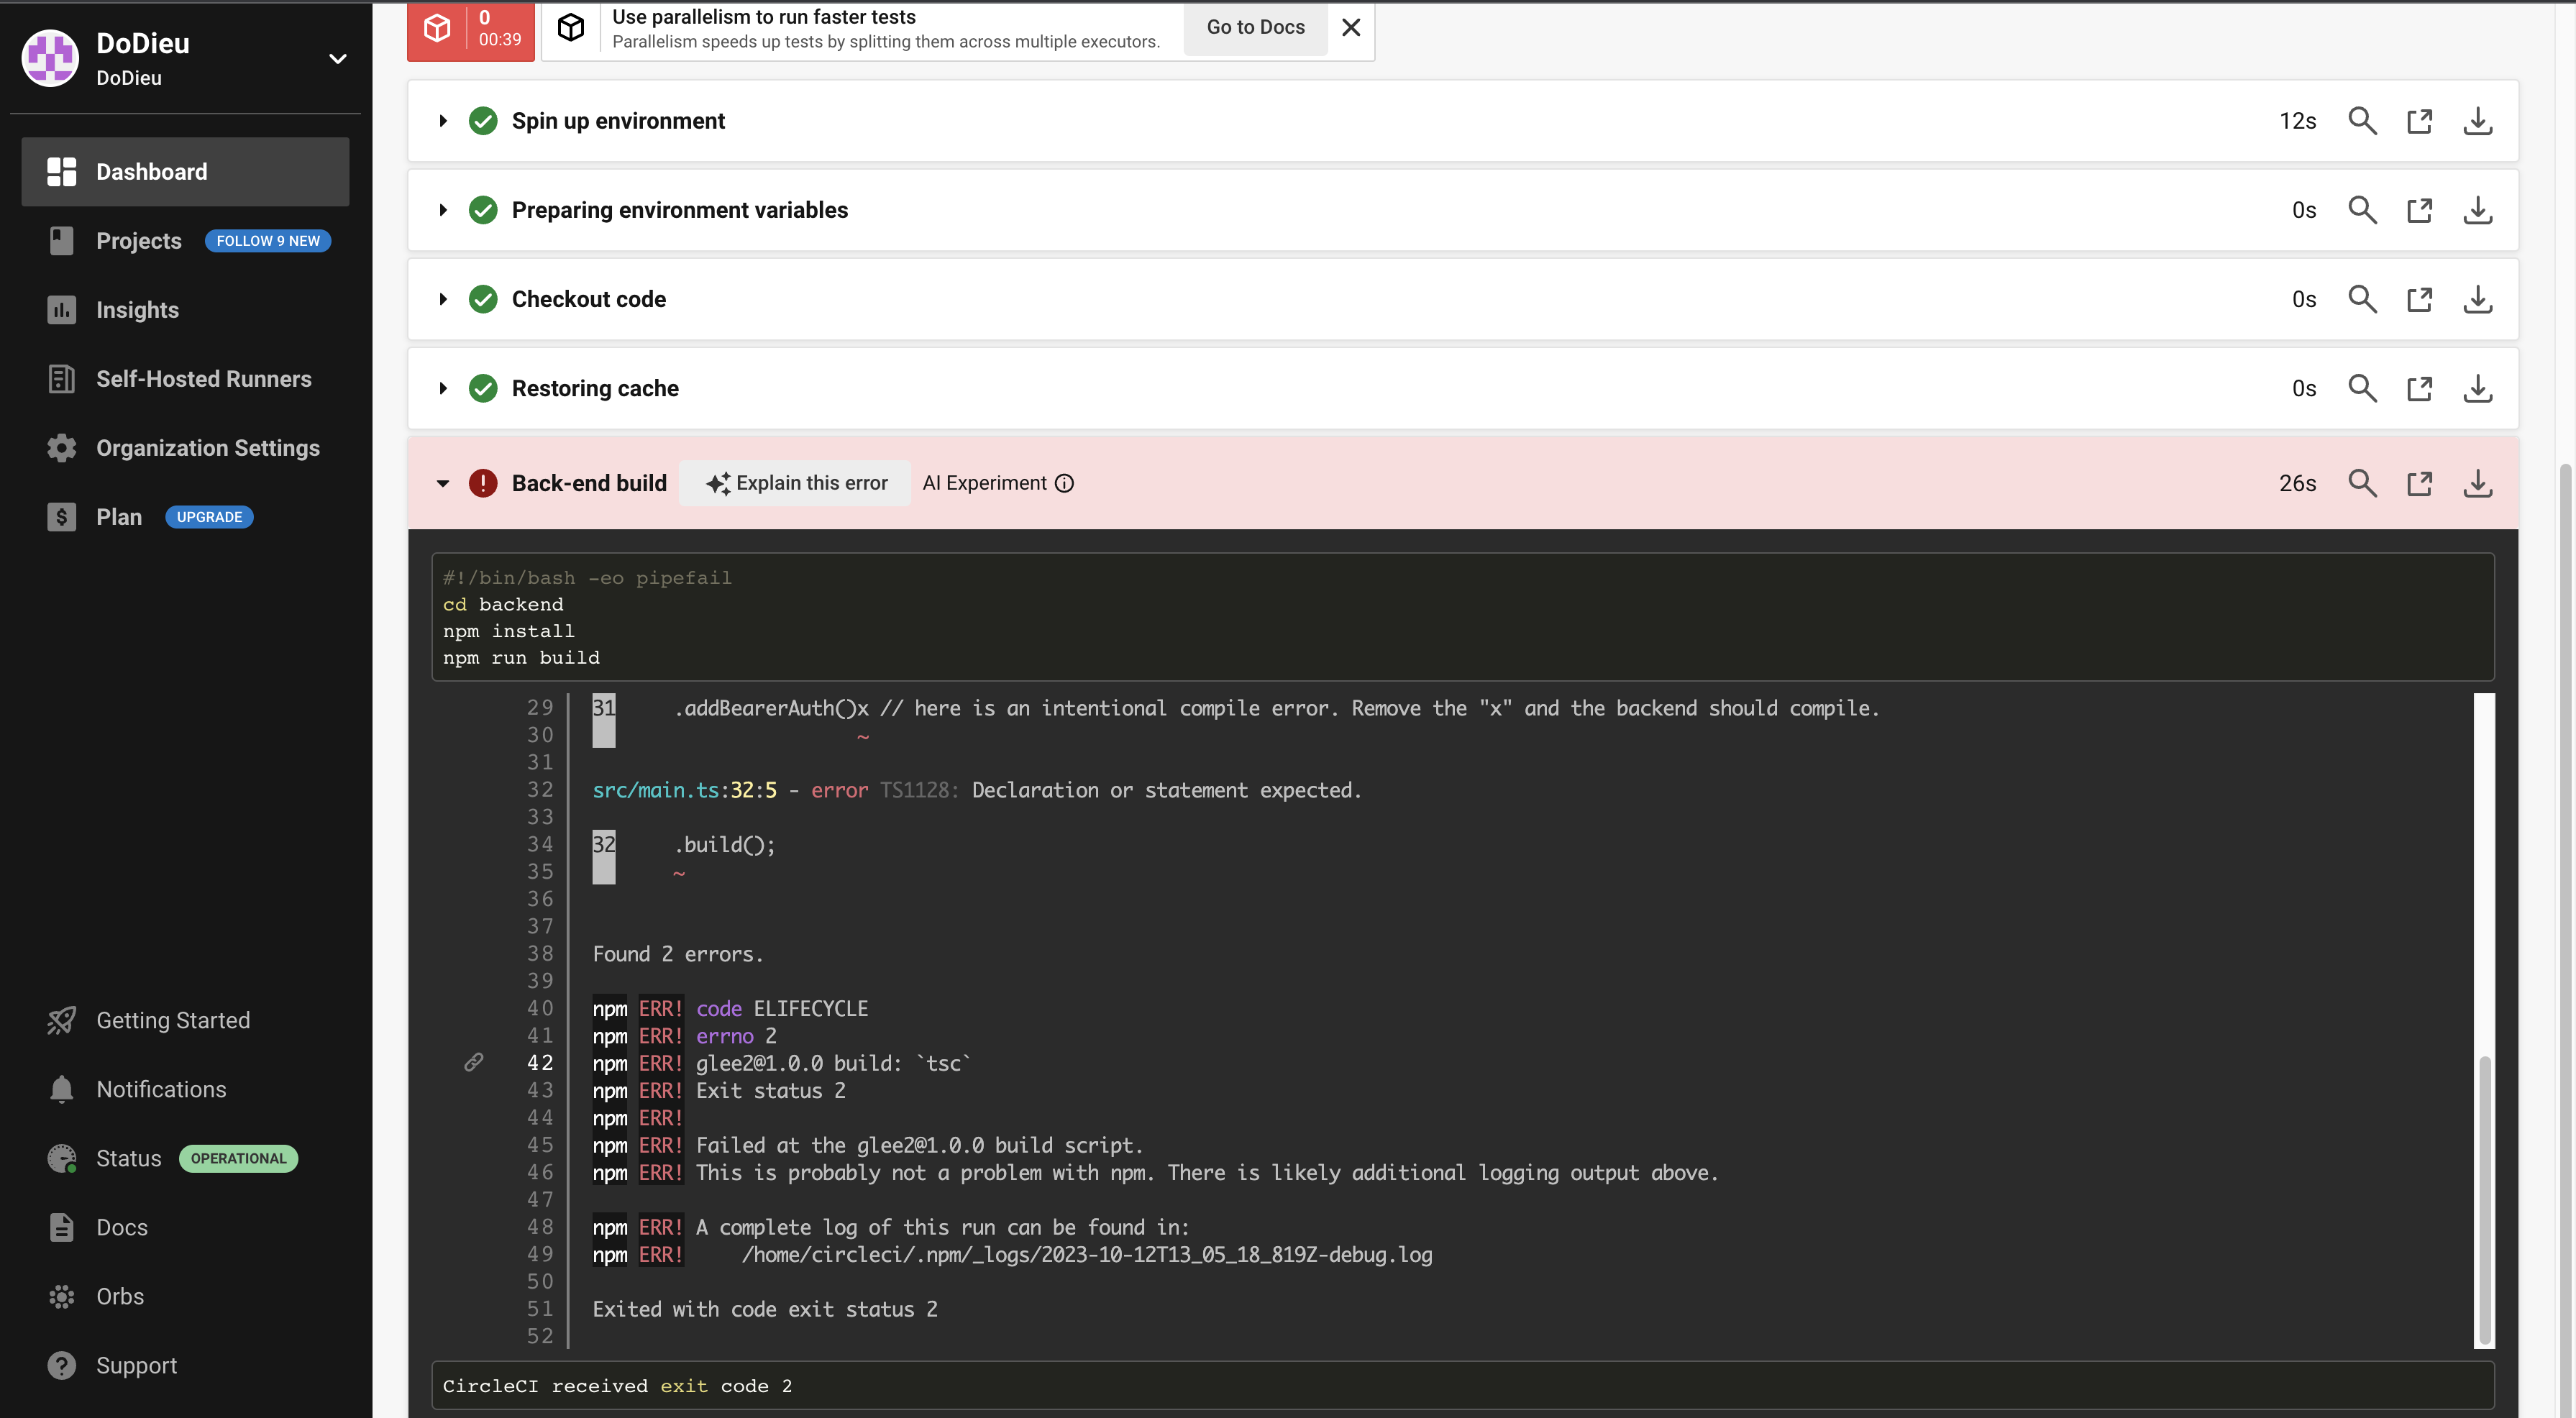 DoDieu
DoDieu
Dashboard
Projects FOLLOW 9 NEW
Insights
Self-Hosted Runners
Organization Settings
Plan UPGRADE
Getting Started
Notifications
Status OPERATIONAL
Docs
Orbs
Support
0
00:39
Use parallelism to run faster tests
Parallelism speeds up tests by splitting them across multiple executors.
Go to Docs
Spin up environment 12s
Preparing environment variables 0s
Checkout code 0s
Restoring cache 0s
Back-end build Explain this error AI Experiment 26s
#!/bin/bash -eo pipefail
cd backend
npm install
npm run build
29 31 .addBearerAuth()x // here is an intentional compile error. Remove the "x" and the backend should compile.
30 ~
31
32 src/main.ts:32:5 - error TS1128: Declaration or statement expected.
33
34 32 .build();
35 ~
36
37
38 Found 2 errors.
39
40 npm ERR! code ELIFECYCLE
41 npm ERR! errno 2
42 npm ERR! glee2@1.0.0 build: `tsc`
43 npm ERR! Exit status 2
44 npm ERR!
45 npm ERR! Failed at the glee2@1.0.0 build script.
46 npm ERR! This is probably not a problem with npm. There is likely additional logging output above.
47
48 npm ERR! A complete log of this run can be found in:
49 npm ERR! /home/circleci/.npm/_logs/2023-10-12T13_05_18_819Z-debug.log
50
51 Exited with code exit status 2
52
CircleCI received exit code 2